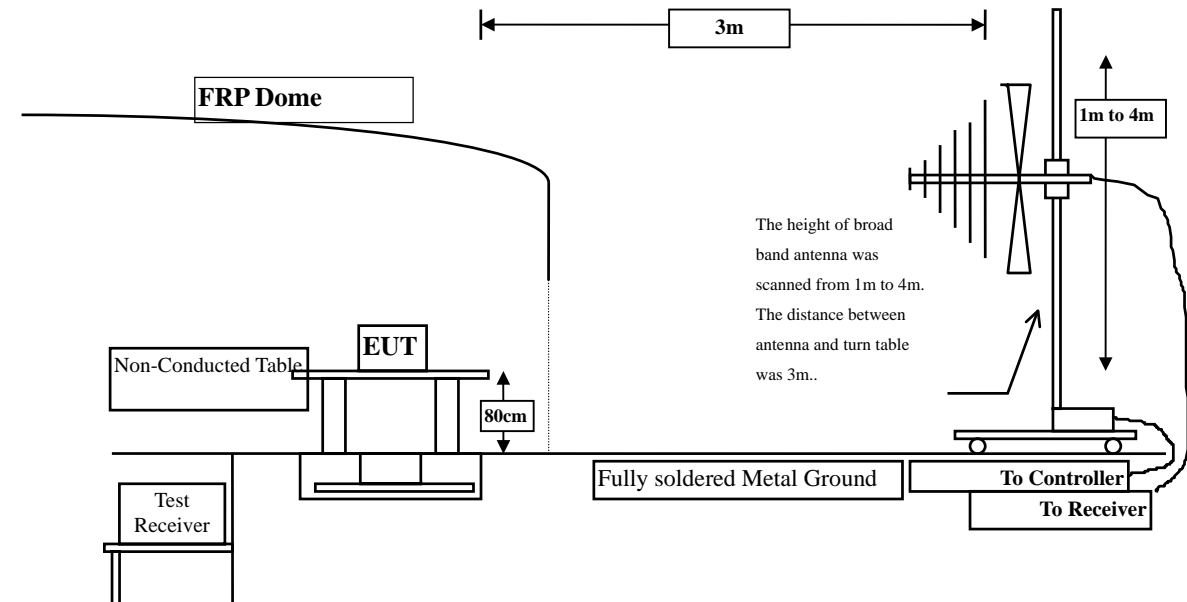 3m
FRP Dome
1m to 4m
The height of broad
band antenna was
scanned from 1m to 4m.
The distance between
antenna and turn table
was 3m..
EUT
Non-Conducted Table
80cm
Fully soldered Metal Ground
To Controller
To Receiver
Test
Receiver